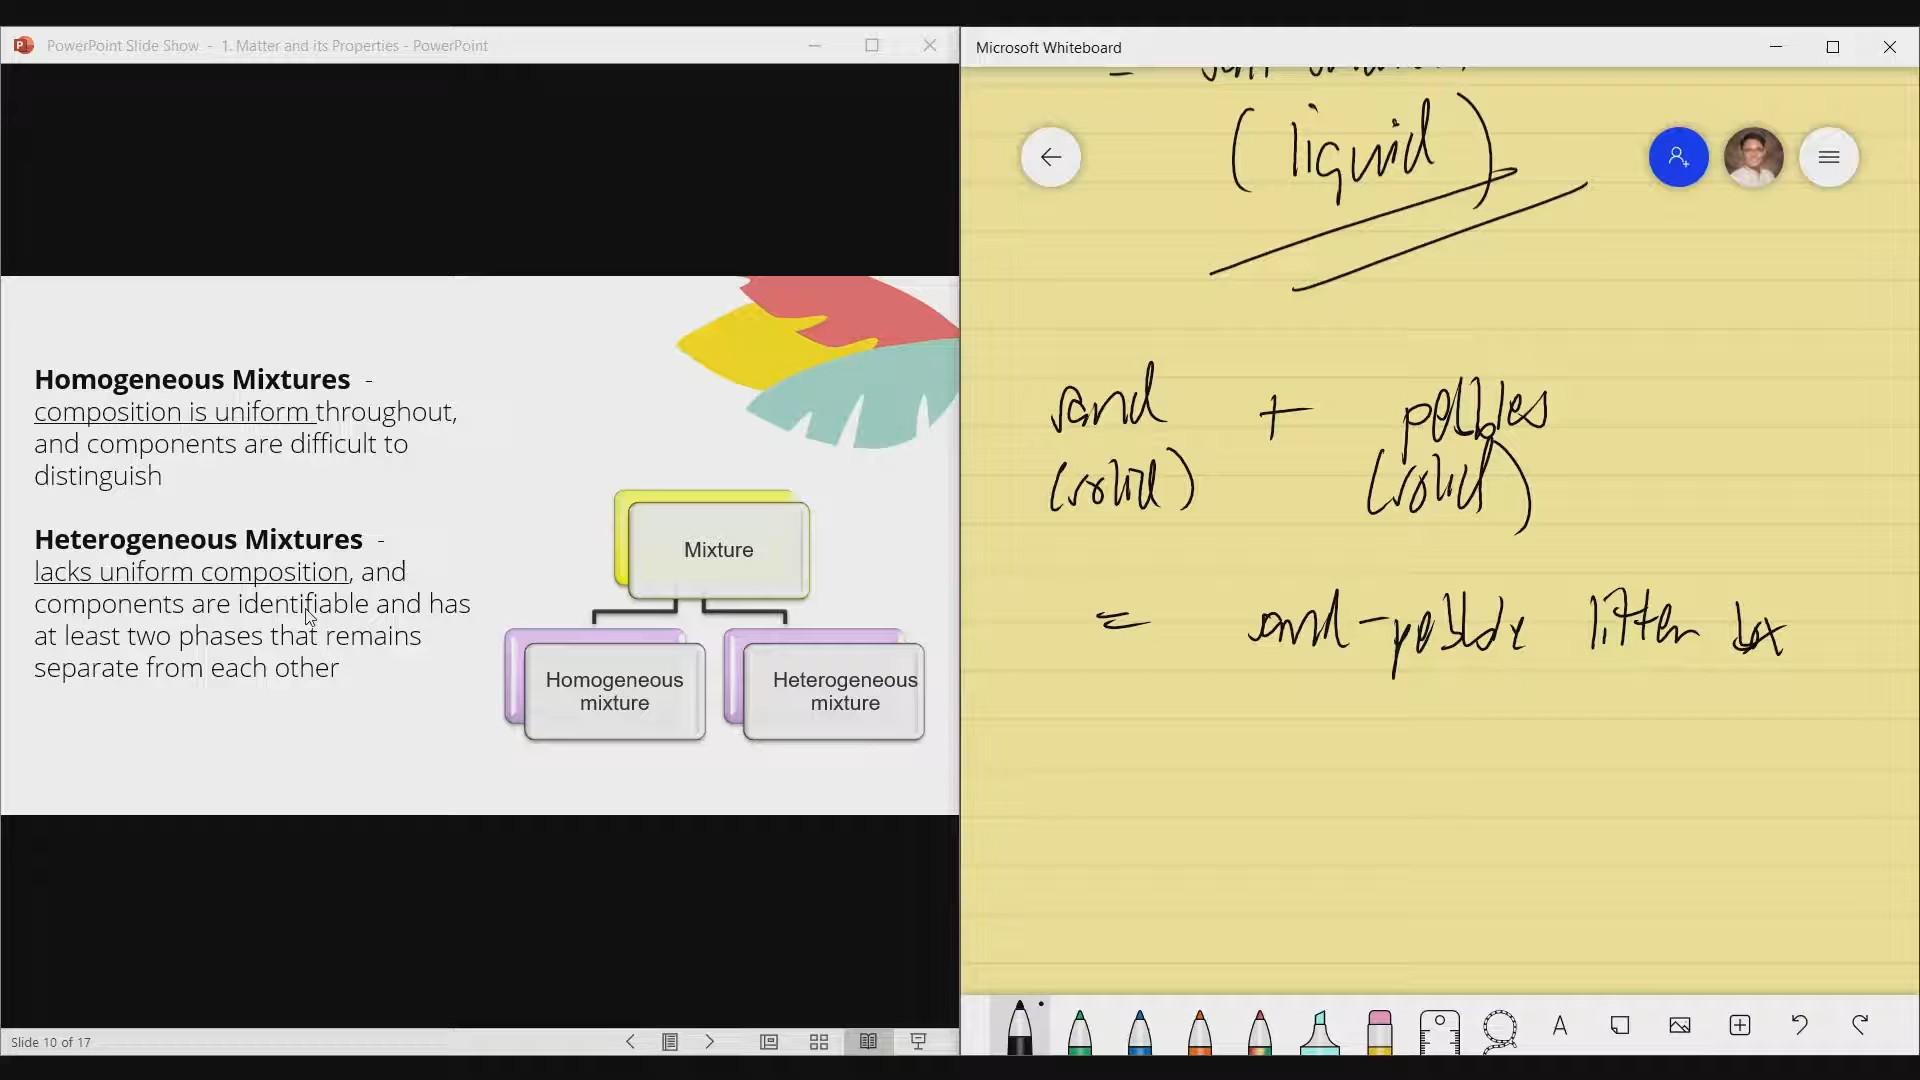 PowerPoint Slide Show - 1. Matter and its Properties - PowerPoint
Homogeneous Mixtures -
composition is uniform throughout,
and components are difficult to
distinguish
Heterogeneous Mixtures -
lacks uniform composition, and
components are identifiable and has
at least two phases that remains
separate from each other
Mixture
Homogeneous
mixture
Heterogeneous
mixture
Slide 10 of 17
Microsoft Whiteboard
=
(liquid)
sand + pebbles
(solid) (solid)
= sand-pebble litter box
A